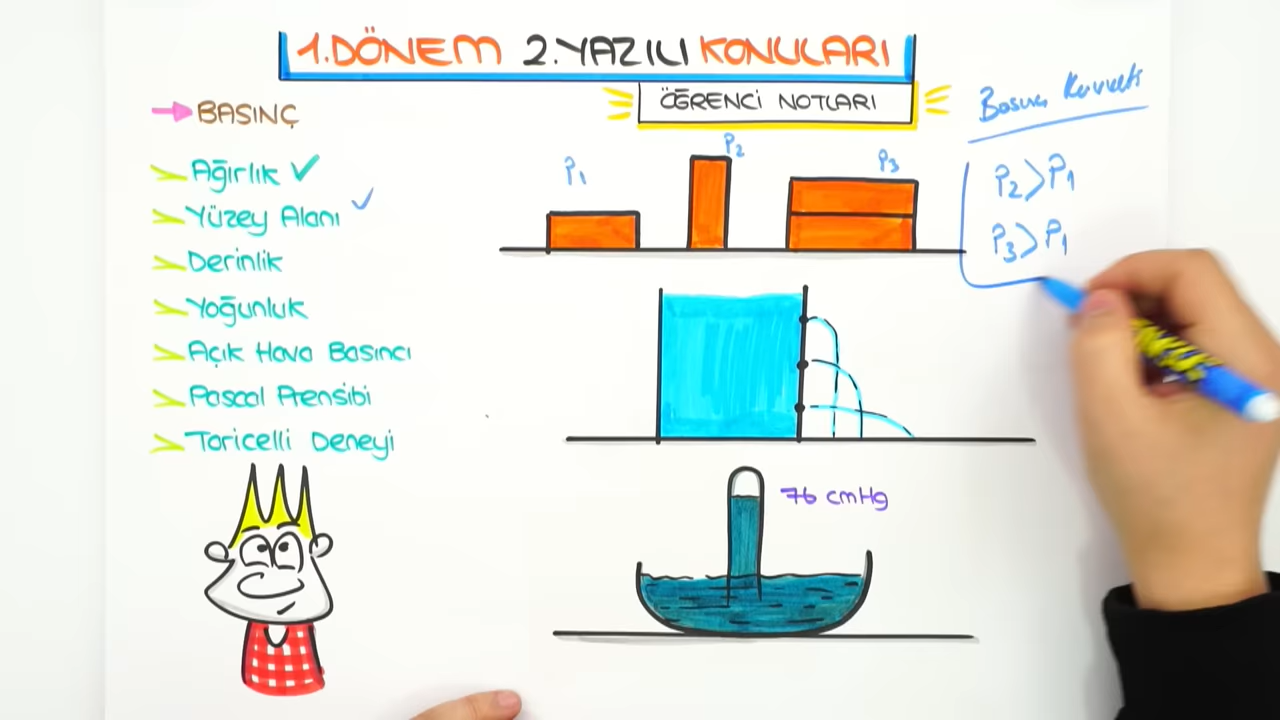 1.DÖNEM 2.YAZILI KONULARI
ÖĞRENCİ NOTLARI
BASINÇ
Ağırlık ✓
Yüzey Alanı ✓
Derinlik
Yoğunluk
Açık Hava Basıncı
Pascal Prensibi
Toricelli Deneyi
P₁
P₂
P₃
Basınç Kuvveti
P₂>P₁
P₃>P₁
76 cmHg